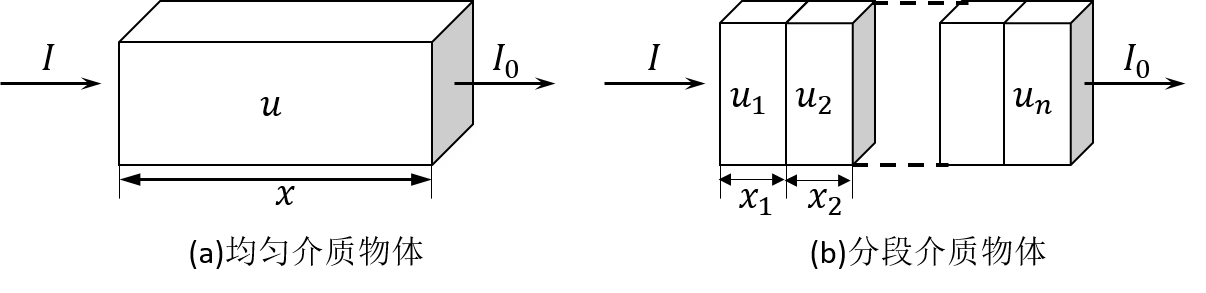 I
u
I₀
x
(a)均匀介质物体
I
u₁
u₂
uₙ
I₀
x₁
x₂
(b)分段介质物体